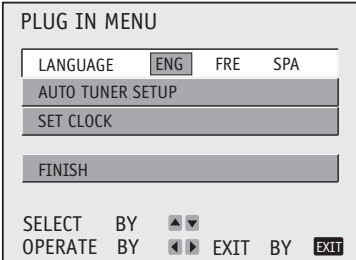 PLUG IN MENU
LANGUAGE ENG FRE SPA
AUTO TUNER SETUP
SET CLOCK
FINISH
SELECT BY ▲▼
OPERATE BY ◀▶ EXIT BY EXIT